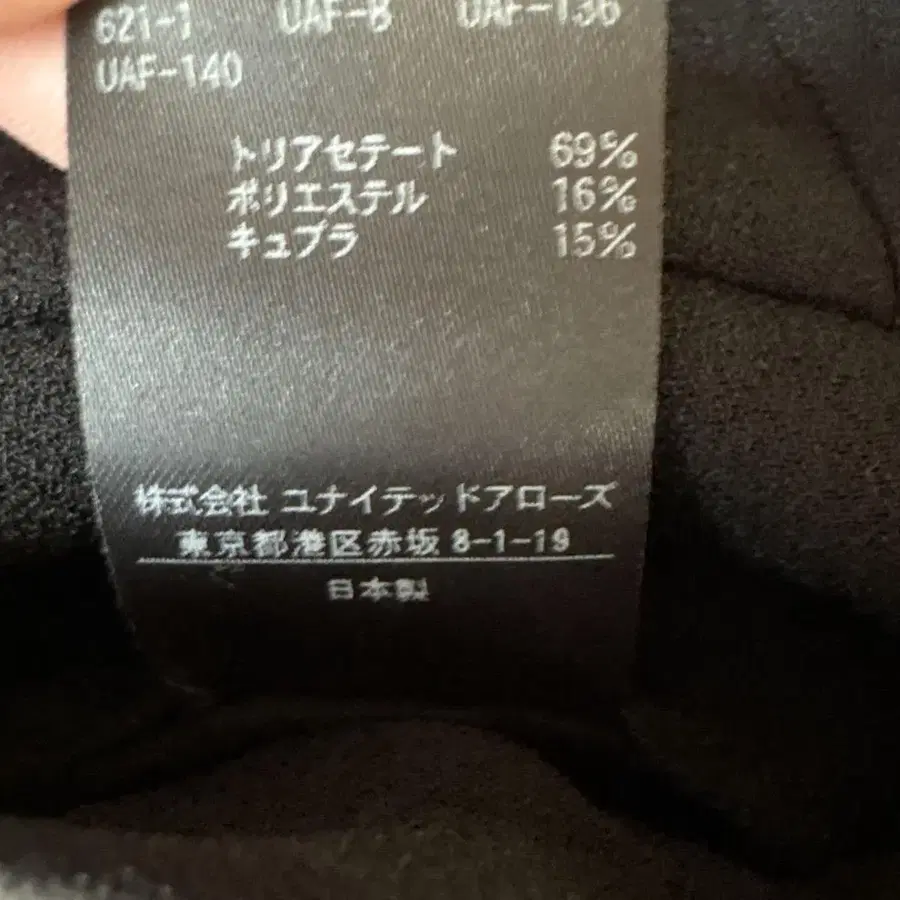 621-1 UAF-B UAF-136
UAF-140
トリアセテート 69%
ポリエステル 16%
キュプラ 15%
株式会社 ユナイテッドアローズ
東京都港区赤坂 8-1-19
日本製